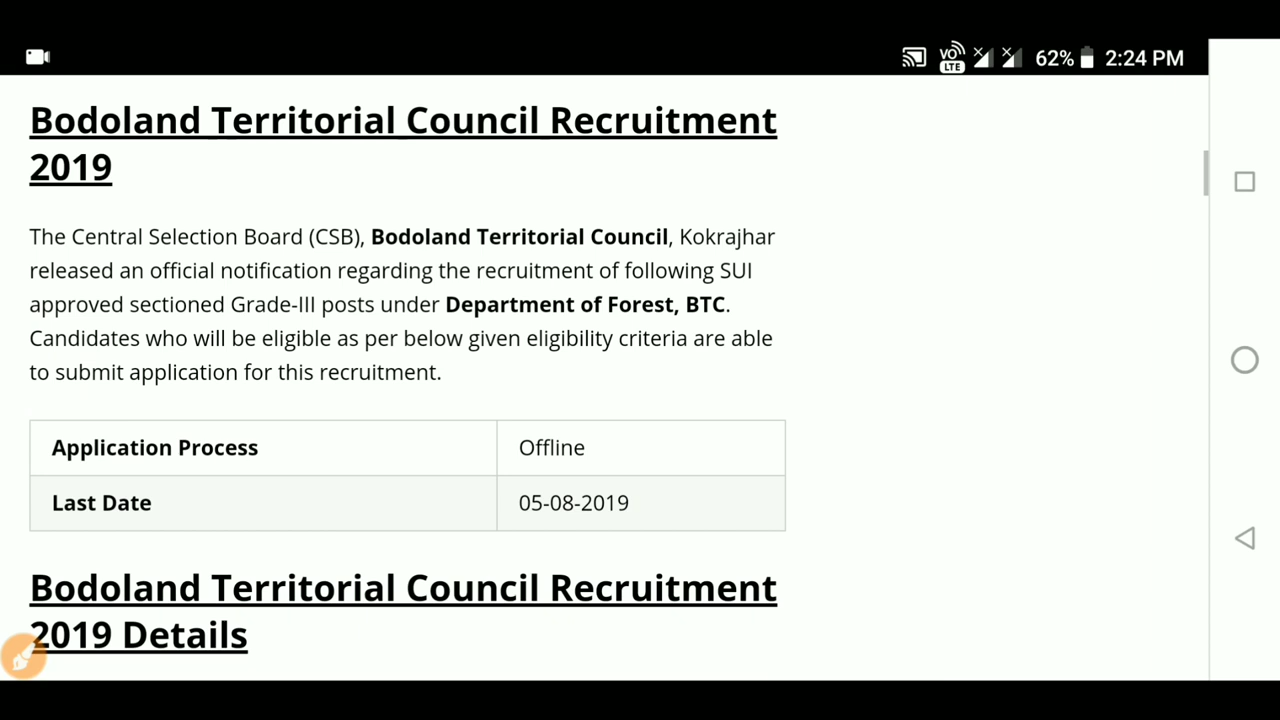 VO LTE 62% 2:24 PM
Bodoland Territorial Council Recruitment
2019
The Central Selection Board (CSB), Bodoland Territorial Council, Kokrajhar
released an official notification regarding the recruitment of following SUI
approved sectioned Grade-III posts under Department of Forest, BTC.
Candidates who will be eligible as per below given eligibility criteria are able
to submit application for this recruitment.
Application Process Offline
Last Date 05-08-2019
Bodoland Territorial Council Recruitment
2019 Details